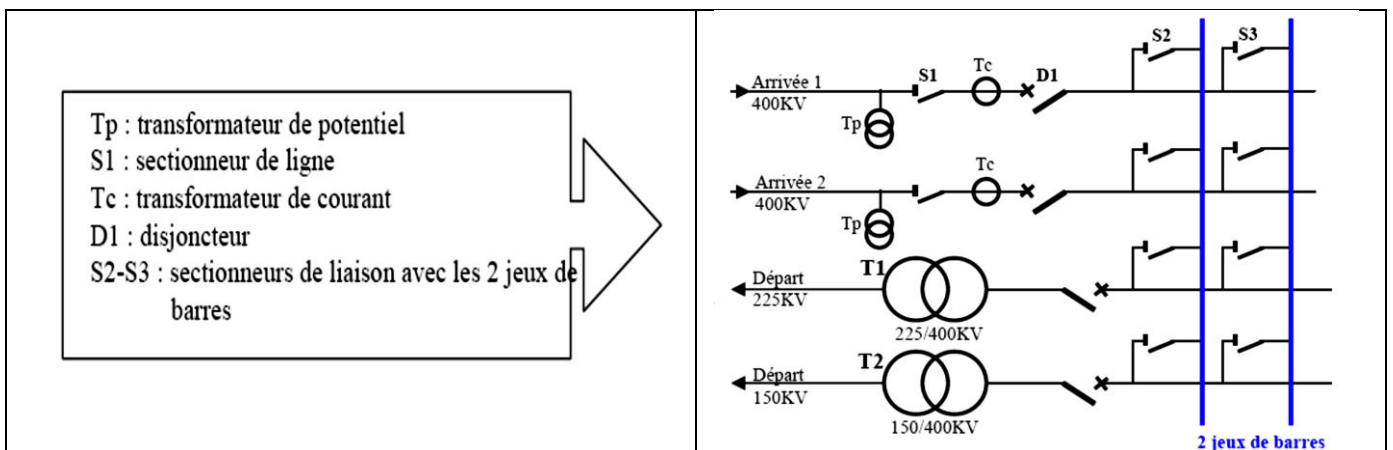 Tp : transformateur de potentiel
S1 : sectionneur de ligne
Tc : transformateur de courant
D1 : disjoncteur
S2-S3 : sectionneurs de liaison avec les 2 jeux de
barres
S2
S3
Arrivée 1
400KV
Tp
S1
Tc
D1
Arrivée 2
400KV
Tp
Tc
Départ
225KV
T1
225/400KV
Départ
150KV
T2
150/400KV
2 jeux de barres